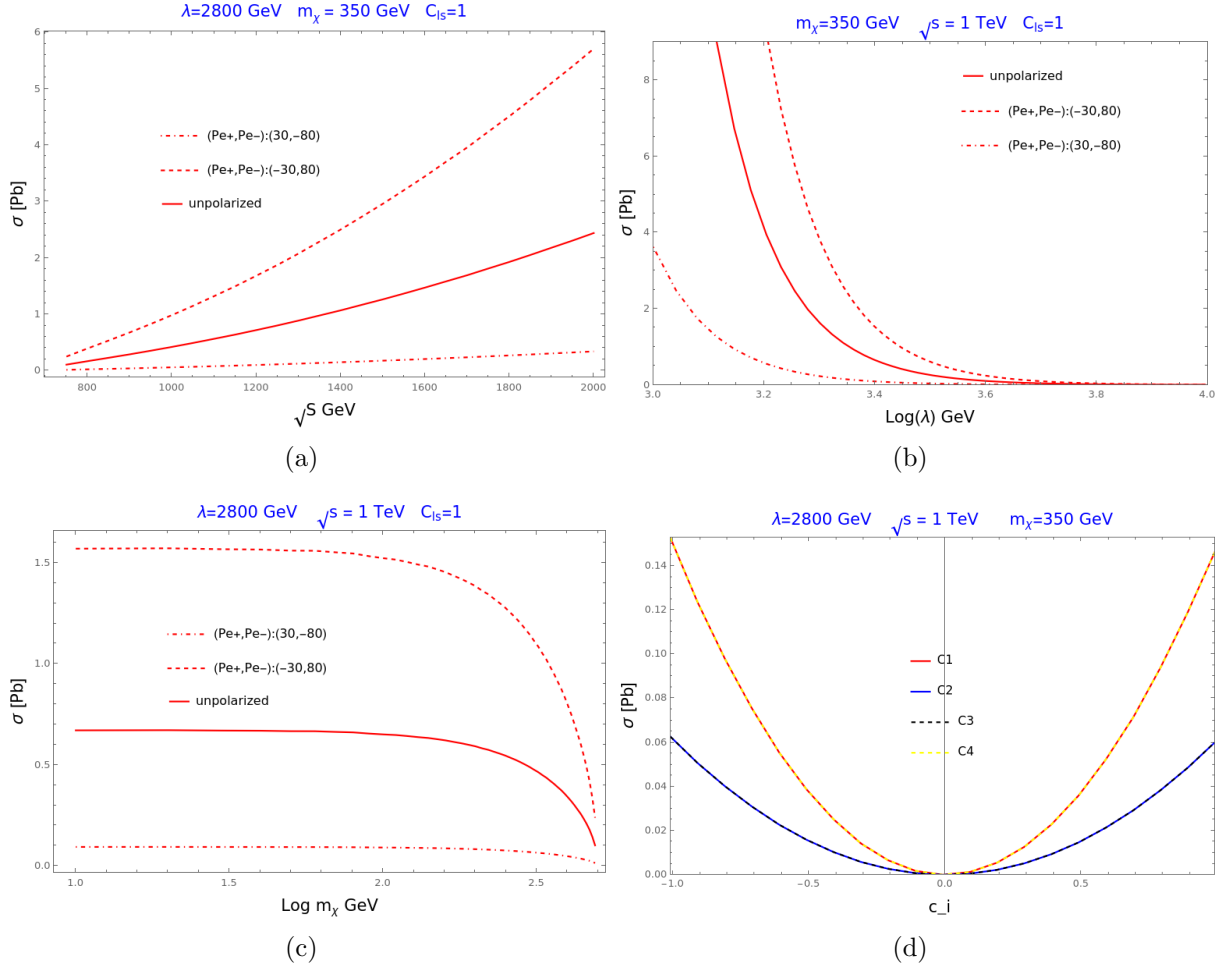 λ=2800 GeV m_χ = 350 GeV C_ls=1
6
5
4
3
2
1
0
σ [Pb]
(Pe+,Pe−):(30,−80)
(Pe+,Pe−):(−30,80)
unpolarized
800 1000 1200 1400 1600 1800 2000
√S GeV
(a)
m_χ=350 GeV √s = 1 TeV C_ls=1
8
6
4
2
0
σ [Pb]
unpolarized
(Pe+,Pe−):(−30,80)
(Pe+,Pe−):(30,−80)
3.0 3.2 3.4 3.6 3.8 4.0
Log(λ) GeV
(b)
λ=2800 GeV √s = 1 TeV C_ls=1
1.5
1.0
0.5
0.0
σ [Pb]
(Pe+,Pe−):(30,−80)
(Pe+,Pe−):(−30,80)
unpolarized
1.0 1.5 2.0 2.5
Log m_χ GeV
(c)
λ=2800 GeV √s = 1 TeV m_χ=350 GeV
0.14
0.12
0.10
0.08
0.06
0.04
0.02
0.00
σ [Pb]
C1
C2
C3
C4
−1.0 −0.5 0.0 0.5
c_i
(d)